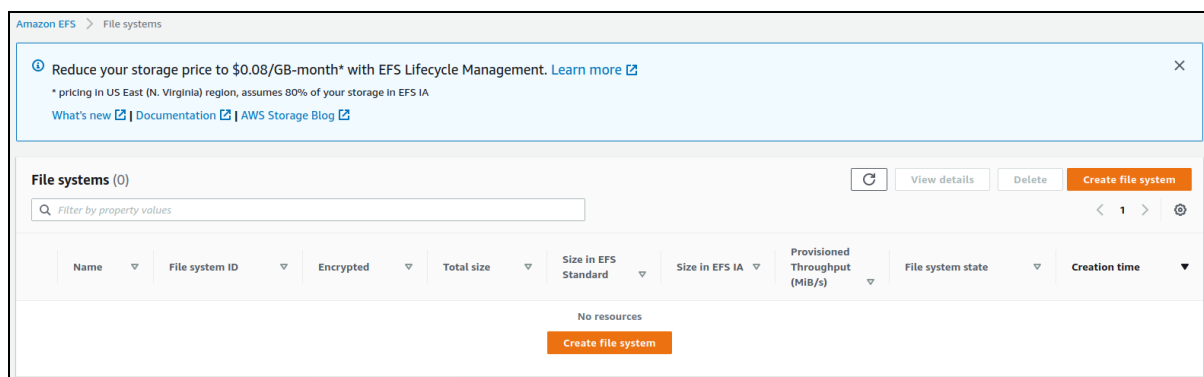 Amazon EFS > File systems
Reduce your storage price to $0.08/GB-month* with EFS Lifecycle Management. Learn more
* pricing in US East (N. Virginia) region, assumes 80% of your storage in EFS IA
What's new | Documentation | AWS Storage Blog
File systems (0)
View details
Delete
Create file system
Filter by property values
< 1 >
Name
File system ID
Encrypted
Total size
Size in EFS
Standard
Size in EFS IA
Provisioned
Throughput
(MiB/s)
File system state
Creation time
No resources
Create file system